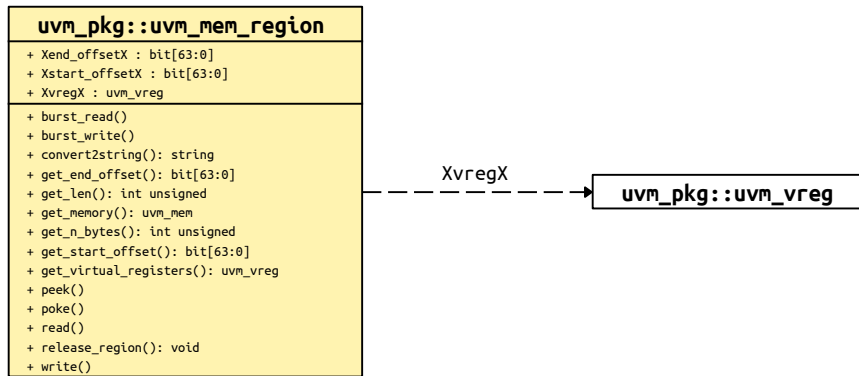 uvm_pkg::uvm_mem_region
+ Xend_offsetX : bit[63:0]
+ Xstart_offsetX : bit[63:0]
+ XvregX : uvm_vreg
+ burst_read()
+ burst_write()
+ convert2string(): string
+ get_end_offset(): bit[63:0]
+ get_len(): int unsigned
+ get_memory(): uvm_mem
+ get_n_bytes(): int unsigned
+ get_start_offset(): bit[63:0]
+ get_virtual_registers(): uvm_vreg
+ peek()
+ poke()
+ read()
+ release_region(): void
+ write()
XvregX
uvm_pkg::uvm_vreg